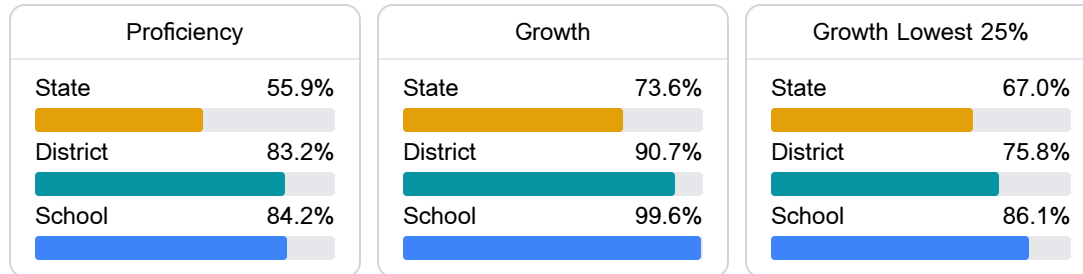 Proficiency
State 55.9%
District 83.2%
School 84.2%
Growth
State 73.6%
District 90.7%
School 99.6%
Growth Lowest 25%
State 67.0%
District 75.8%
School 86.1%